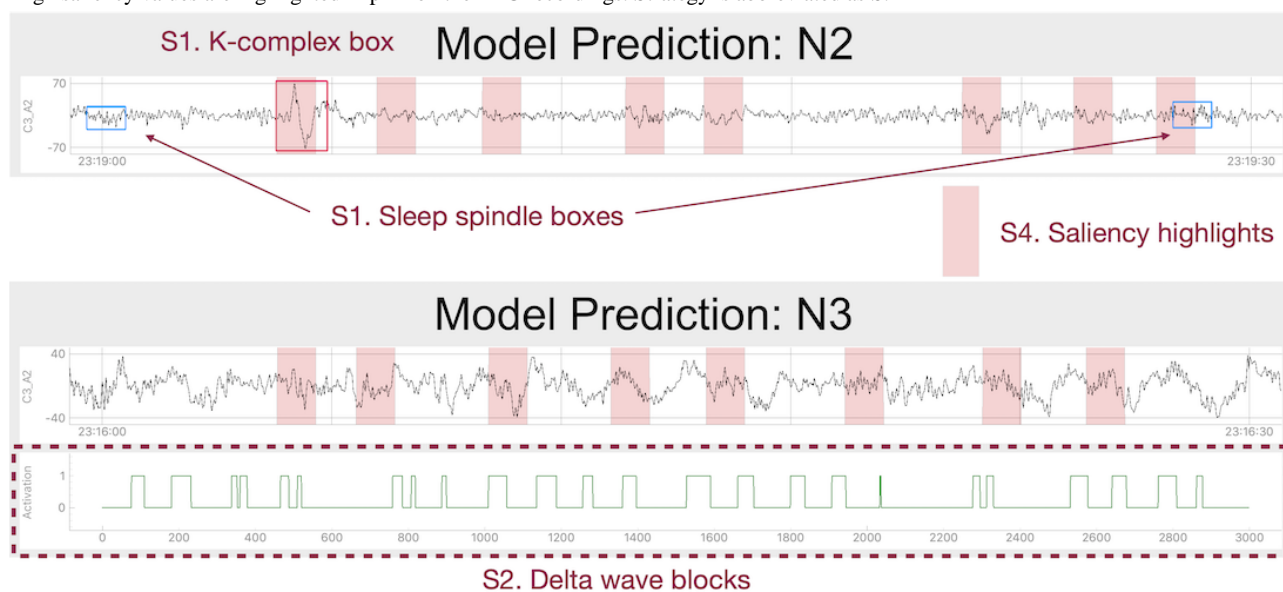 S1. K-complex box
Model Prediction: N2
70
C3_A2
-70
23:19:00
23:19:30
S1. Sleep spindle boxes
S4. Saliency highlights
Model Prediction: N3
40
C3_A2
-40
23:16:00
23:16:30
Activation
1
0
0 200 400 600 800 1000 1200 1400 1600 1800 2000 2200 2400 2600 2800 3000
S2. Delta wave blocks